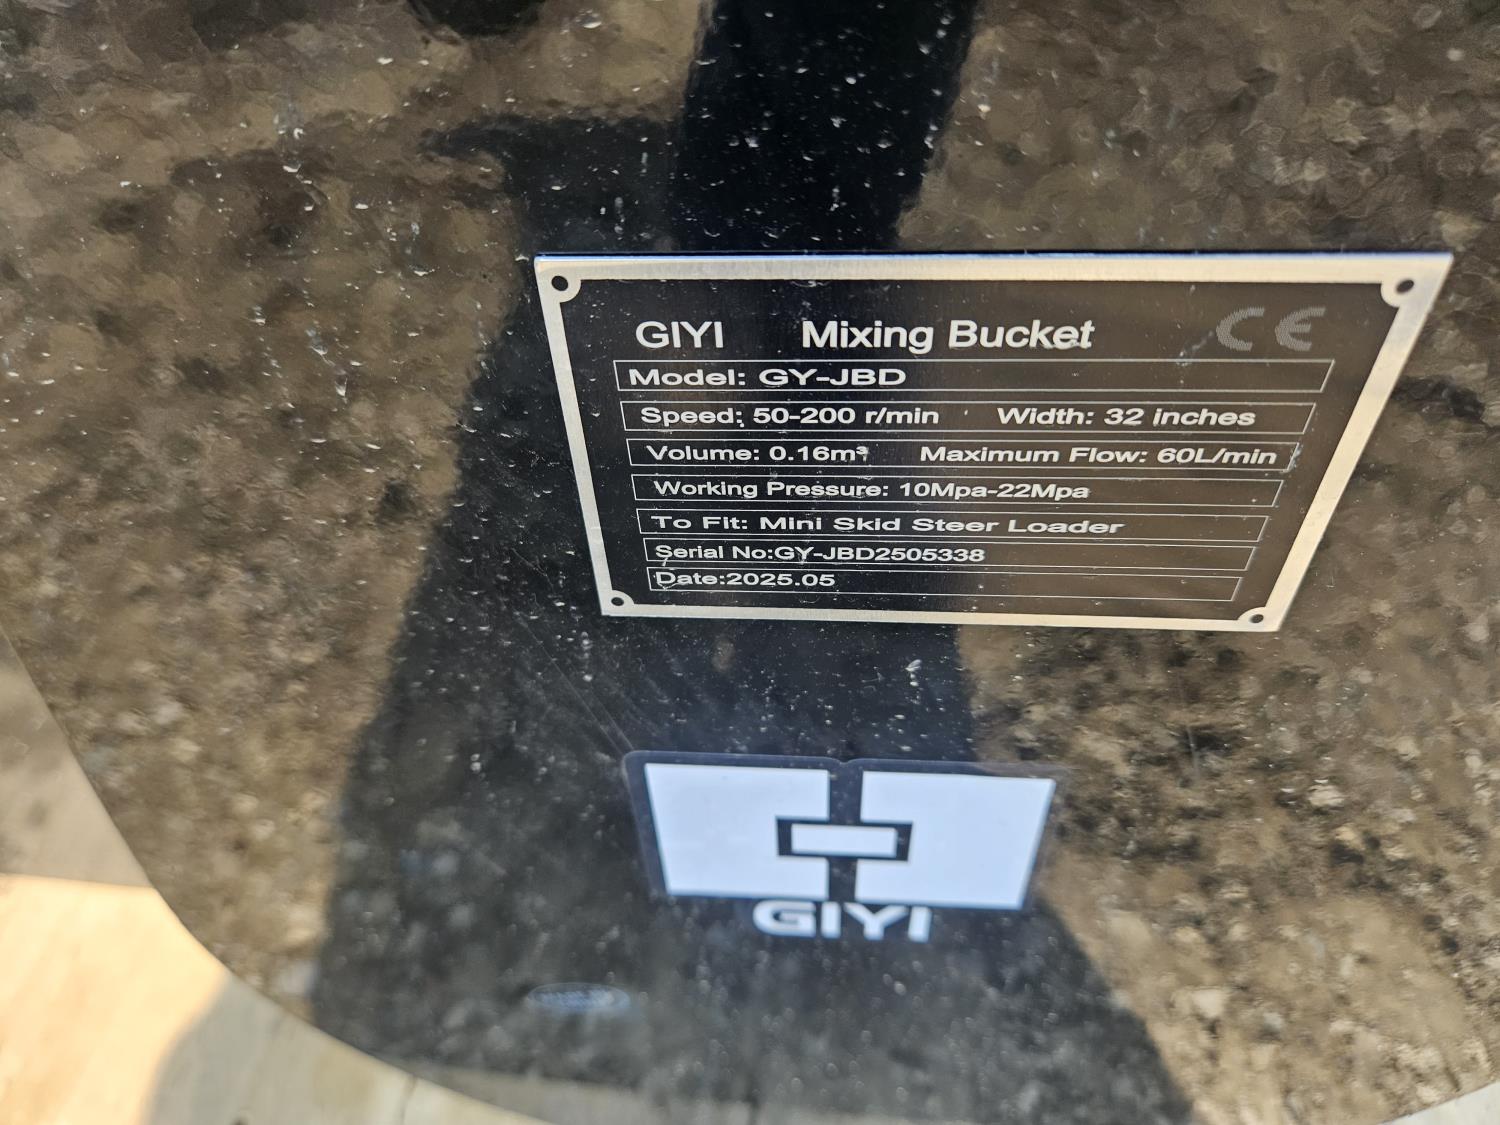 GIYI Mixing Bucket CE
Model: GY-JBD
Speed: 50-200 r/min Width: 32 inches
Volume: 0.16m³ Maximum Flow: 60L/min
Working Pressure: 10Mpa-22Mpa
To Fit: Mini Skid Steer Loader
Serial No:GY-JBD2505338
Date:2025.05
GIYI